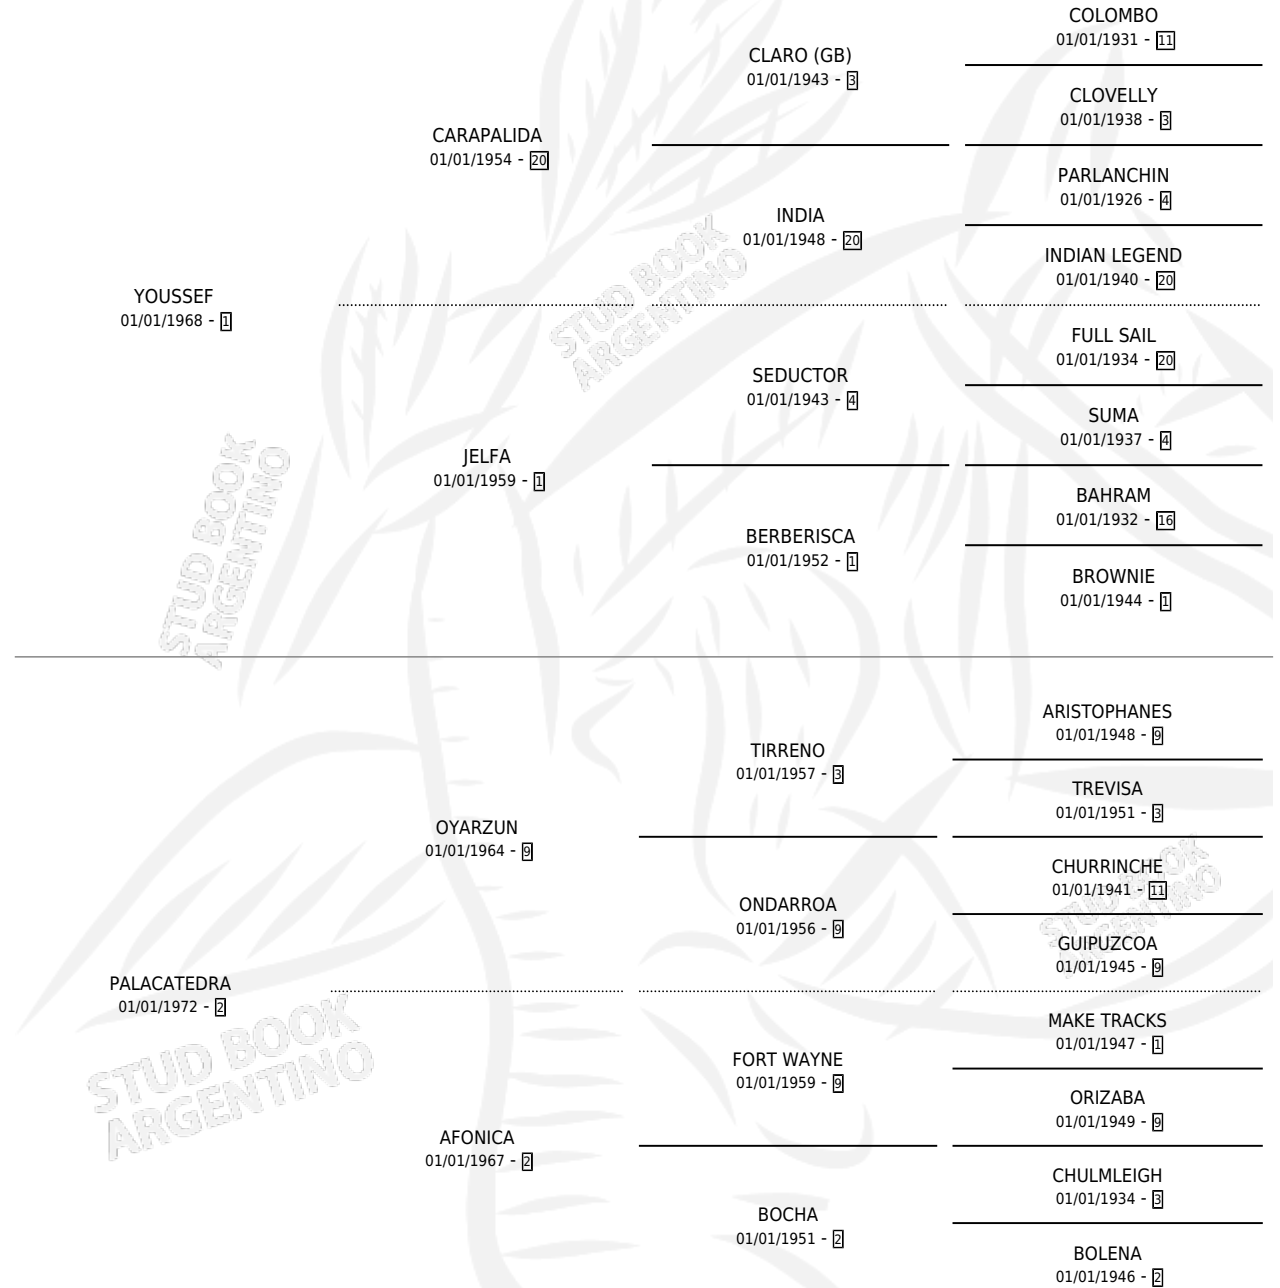 COLOMBO
01/01/1931 - 11
CLARO (GB)
01/01/1943 - 3
CLOVELLY
01/01/1938 - 3
CARAPALIDA
01/01/1954 - 20
PARLANCHIN
01/01/1926 - 4
INDIA
01/01/1948 - 20
INDIAN LEGEND
01/01/1940 - 20
YOUSSEF
01/01/1968 - 1
FULL SAIL
01/01/1934 - 20
SEDUCTOR
01/01/1943 - 4
SUMA
01/01/1937 - 4
JELFA
01/01/1959 - 1
BAHRAM
01/01/1932 - 16
BERBERISCA
01/01/1952 - 1
BROWNIE
01/01/1944 - 1
STUD BOOK
ARGENTINO
STUD BOOK
ARGENTINO
ARISTOPHANES
01/01/1948 - 9
TIRRENO
01/01/1957 - 3
TREVISA
01/01/1951 - 3
OYARZUN
01/01/1964 - 9
CHURRINCHE
01/01/1941 - 11
ONDARROA
01/01/1956 - 9
GUIPUZCOA
01/01/1945 - 9
PALACATEDRA
01/01/1972 - 2
MAKE TRACKS
01/01/1947 - 1
FORT WAYNE
01/01/1959 - 9
ORIZABA
01/01/1949 - 9
AFONICA
01/01/1967 - 2
CHULMLEIGH
01/01/1934 - 3
BOCHA
01/01/1951 - 2
BOLENA
01/01/1946 - 2
STUD BOOK
ARGENTINO
STUD BOOK
ARGENTINO